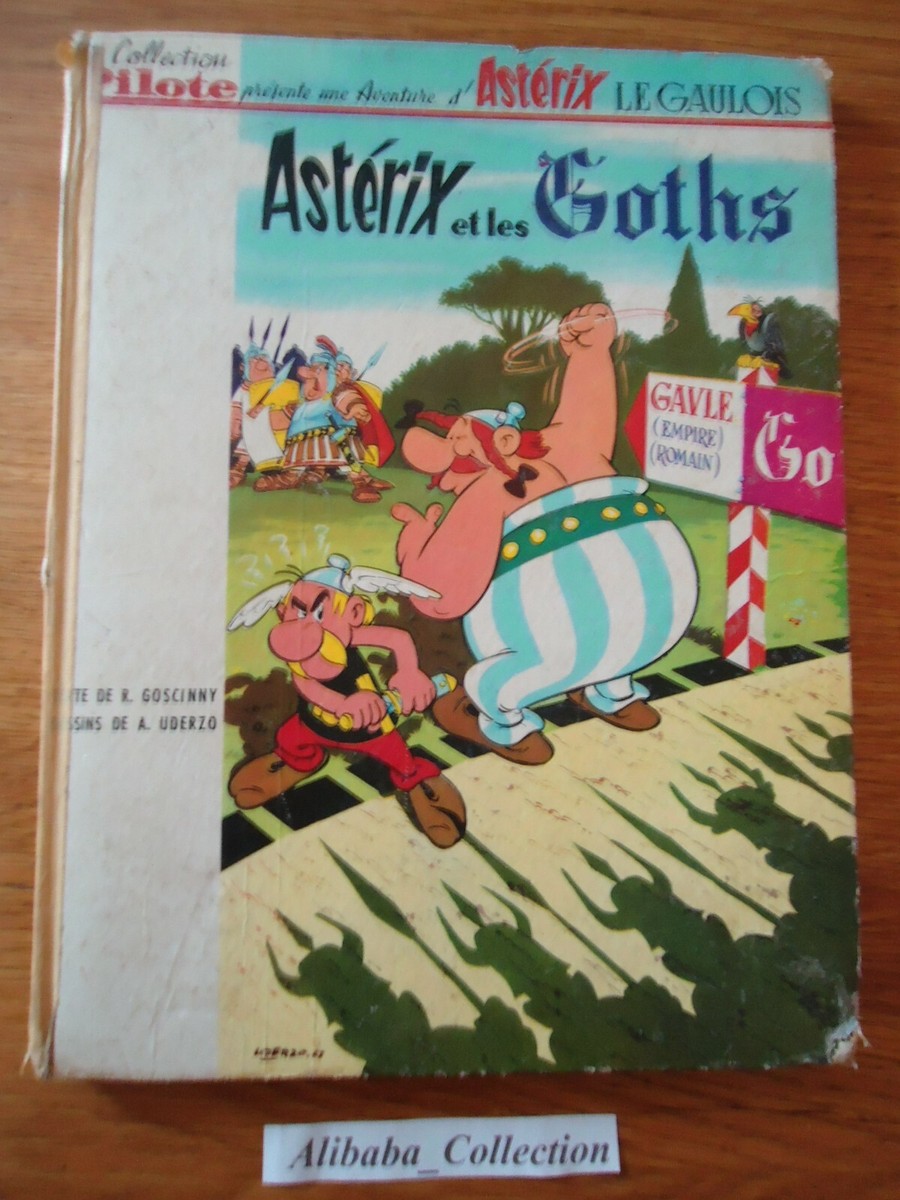 Collection
Pilote présente une Aventure d'Astérix LE GAULOIS
Astérix et les Goths
GAVLE
(EMPIRE)
(ROMAIN)
Go
TE DE R. GOSCINNY
SSINS DE A. UDERZO
UDERZO
Alibaba_Collection